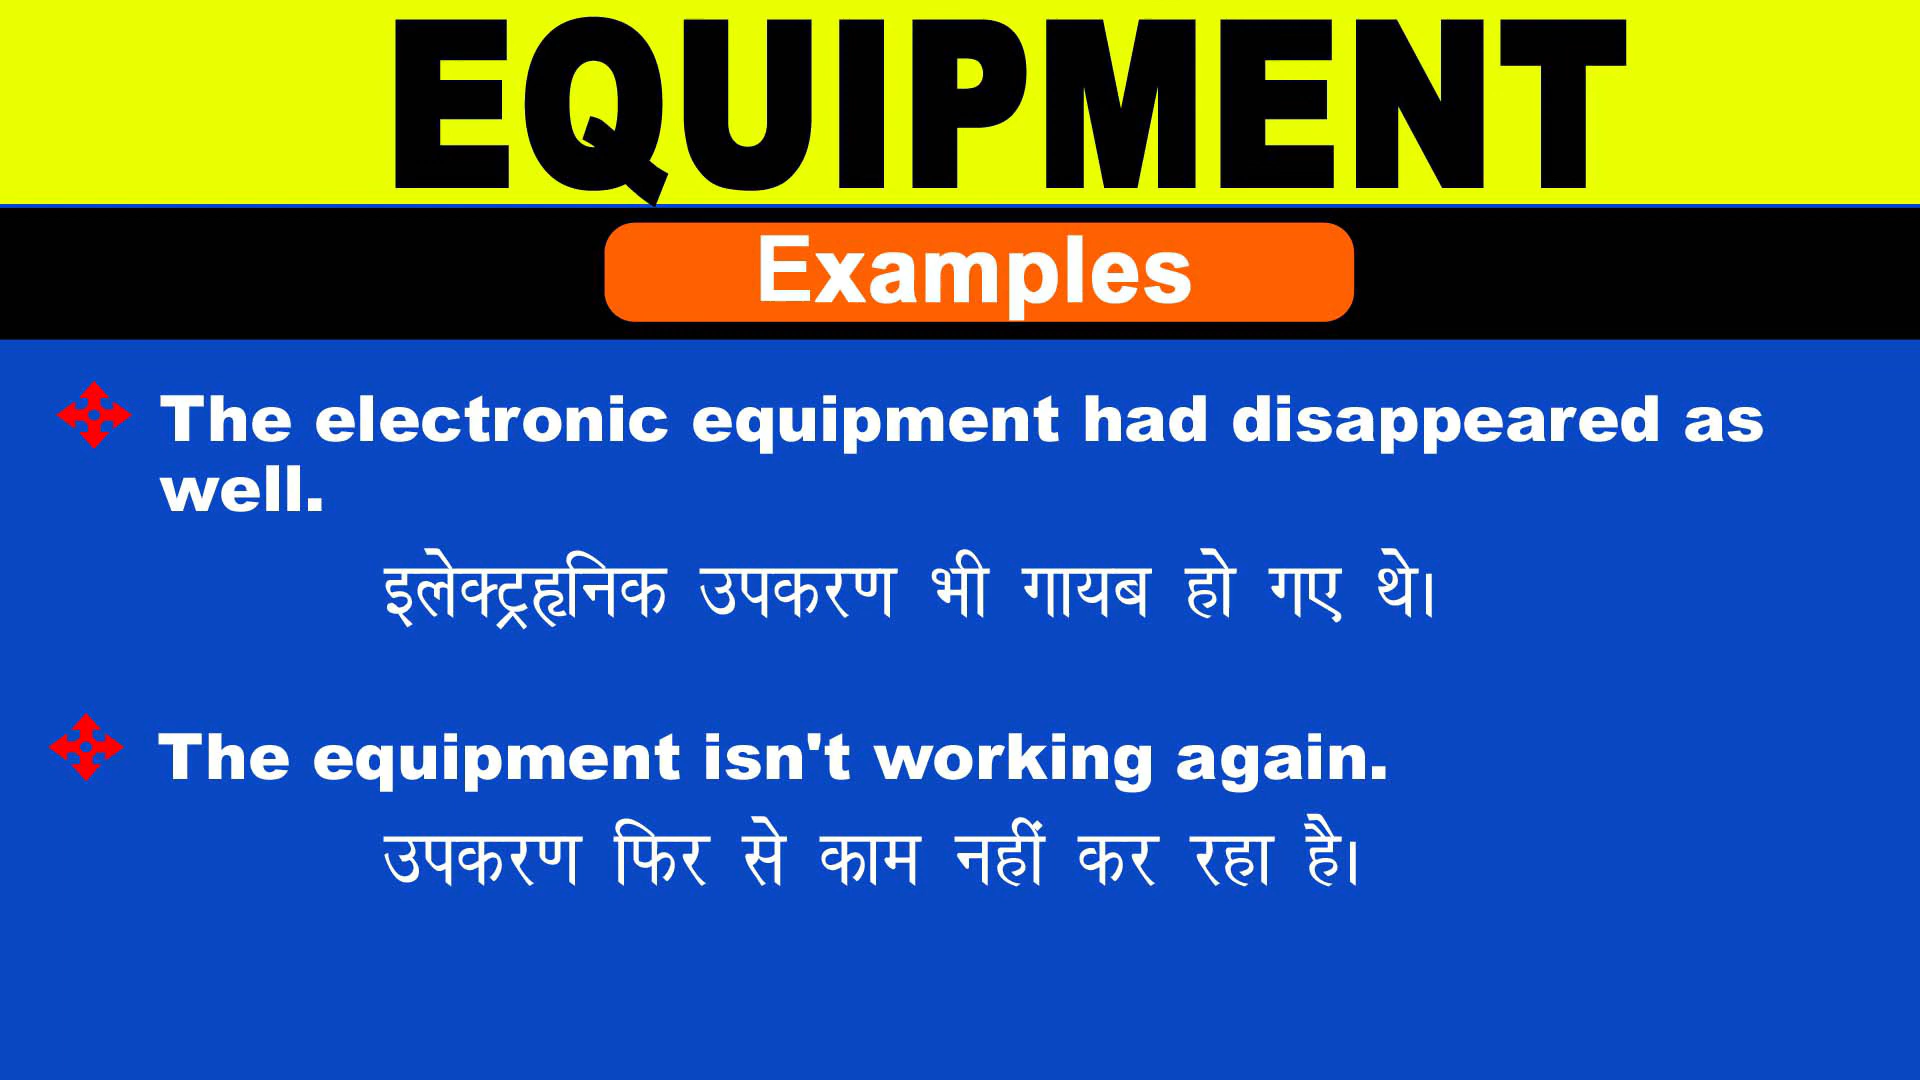 EQUIPMENT
Examples
The electronic equipment had disappeared as
well.
इलेक्ट्रहृनिक उपकरण भी गायब हो गए थे।
The equipment isn't working again.
उपकरण फिर से काम नहीं कर रहा है।